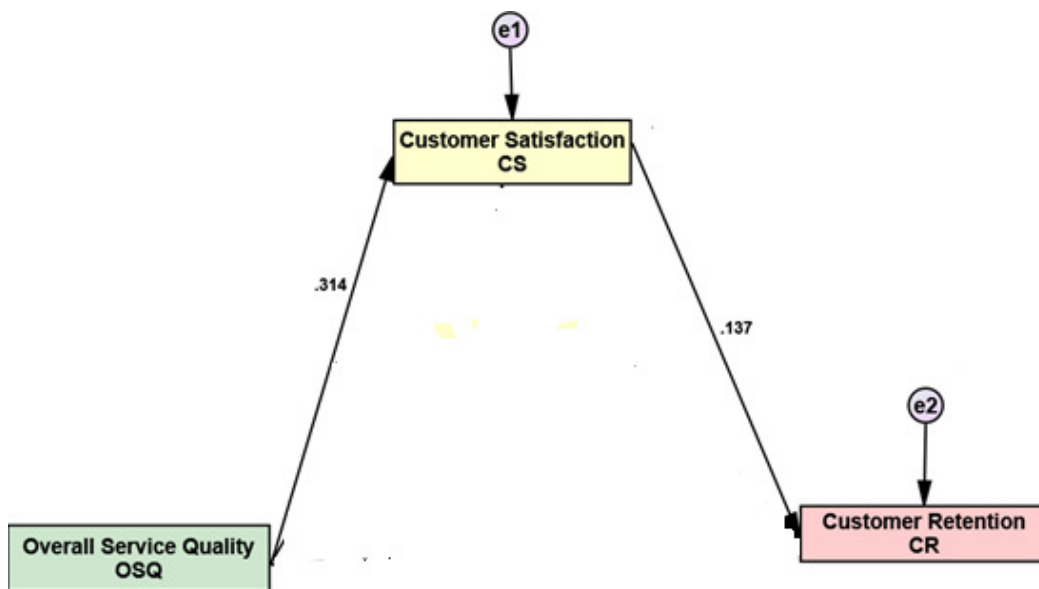 e1
Customer Satisfaction
CS
.314
.137
e2
Customer Retention
CR
Overall Service Quality
OSQ